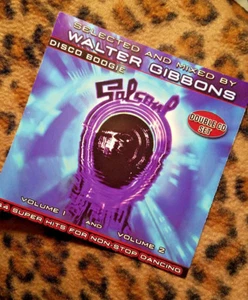 SELECTED AND MIXED BY
WALTER GIBBONS
DISCO BOOGIE
Salsoul
DOUBLE CD
SET
VOLUME 1 AND VOLUME 2
34 SUPER HITS FOR NON-STOP DANCING